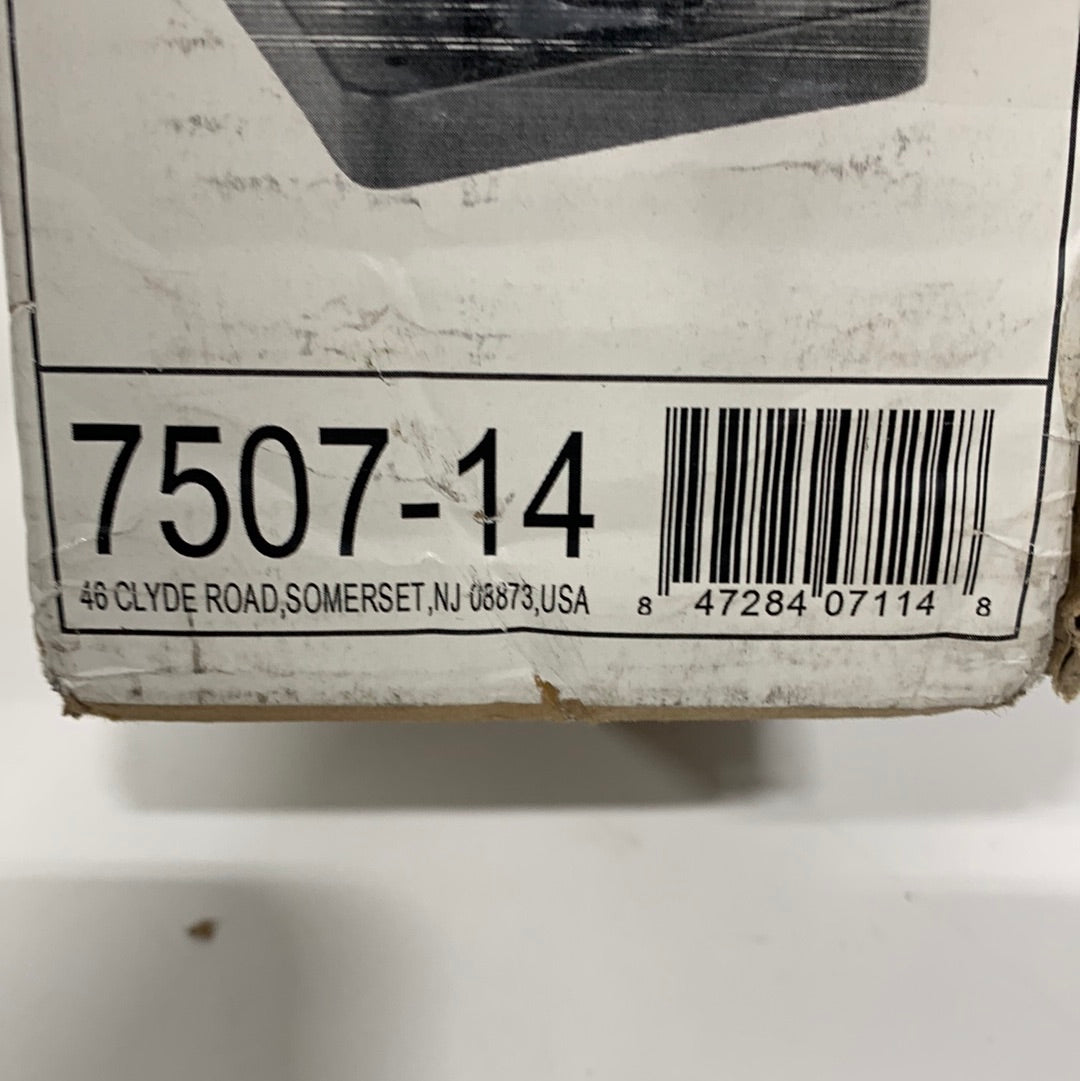 7507-14
46 CLYDE ROAD,SOMERSET,NJ 08873,USA
8 47284 07114 8